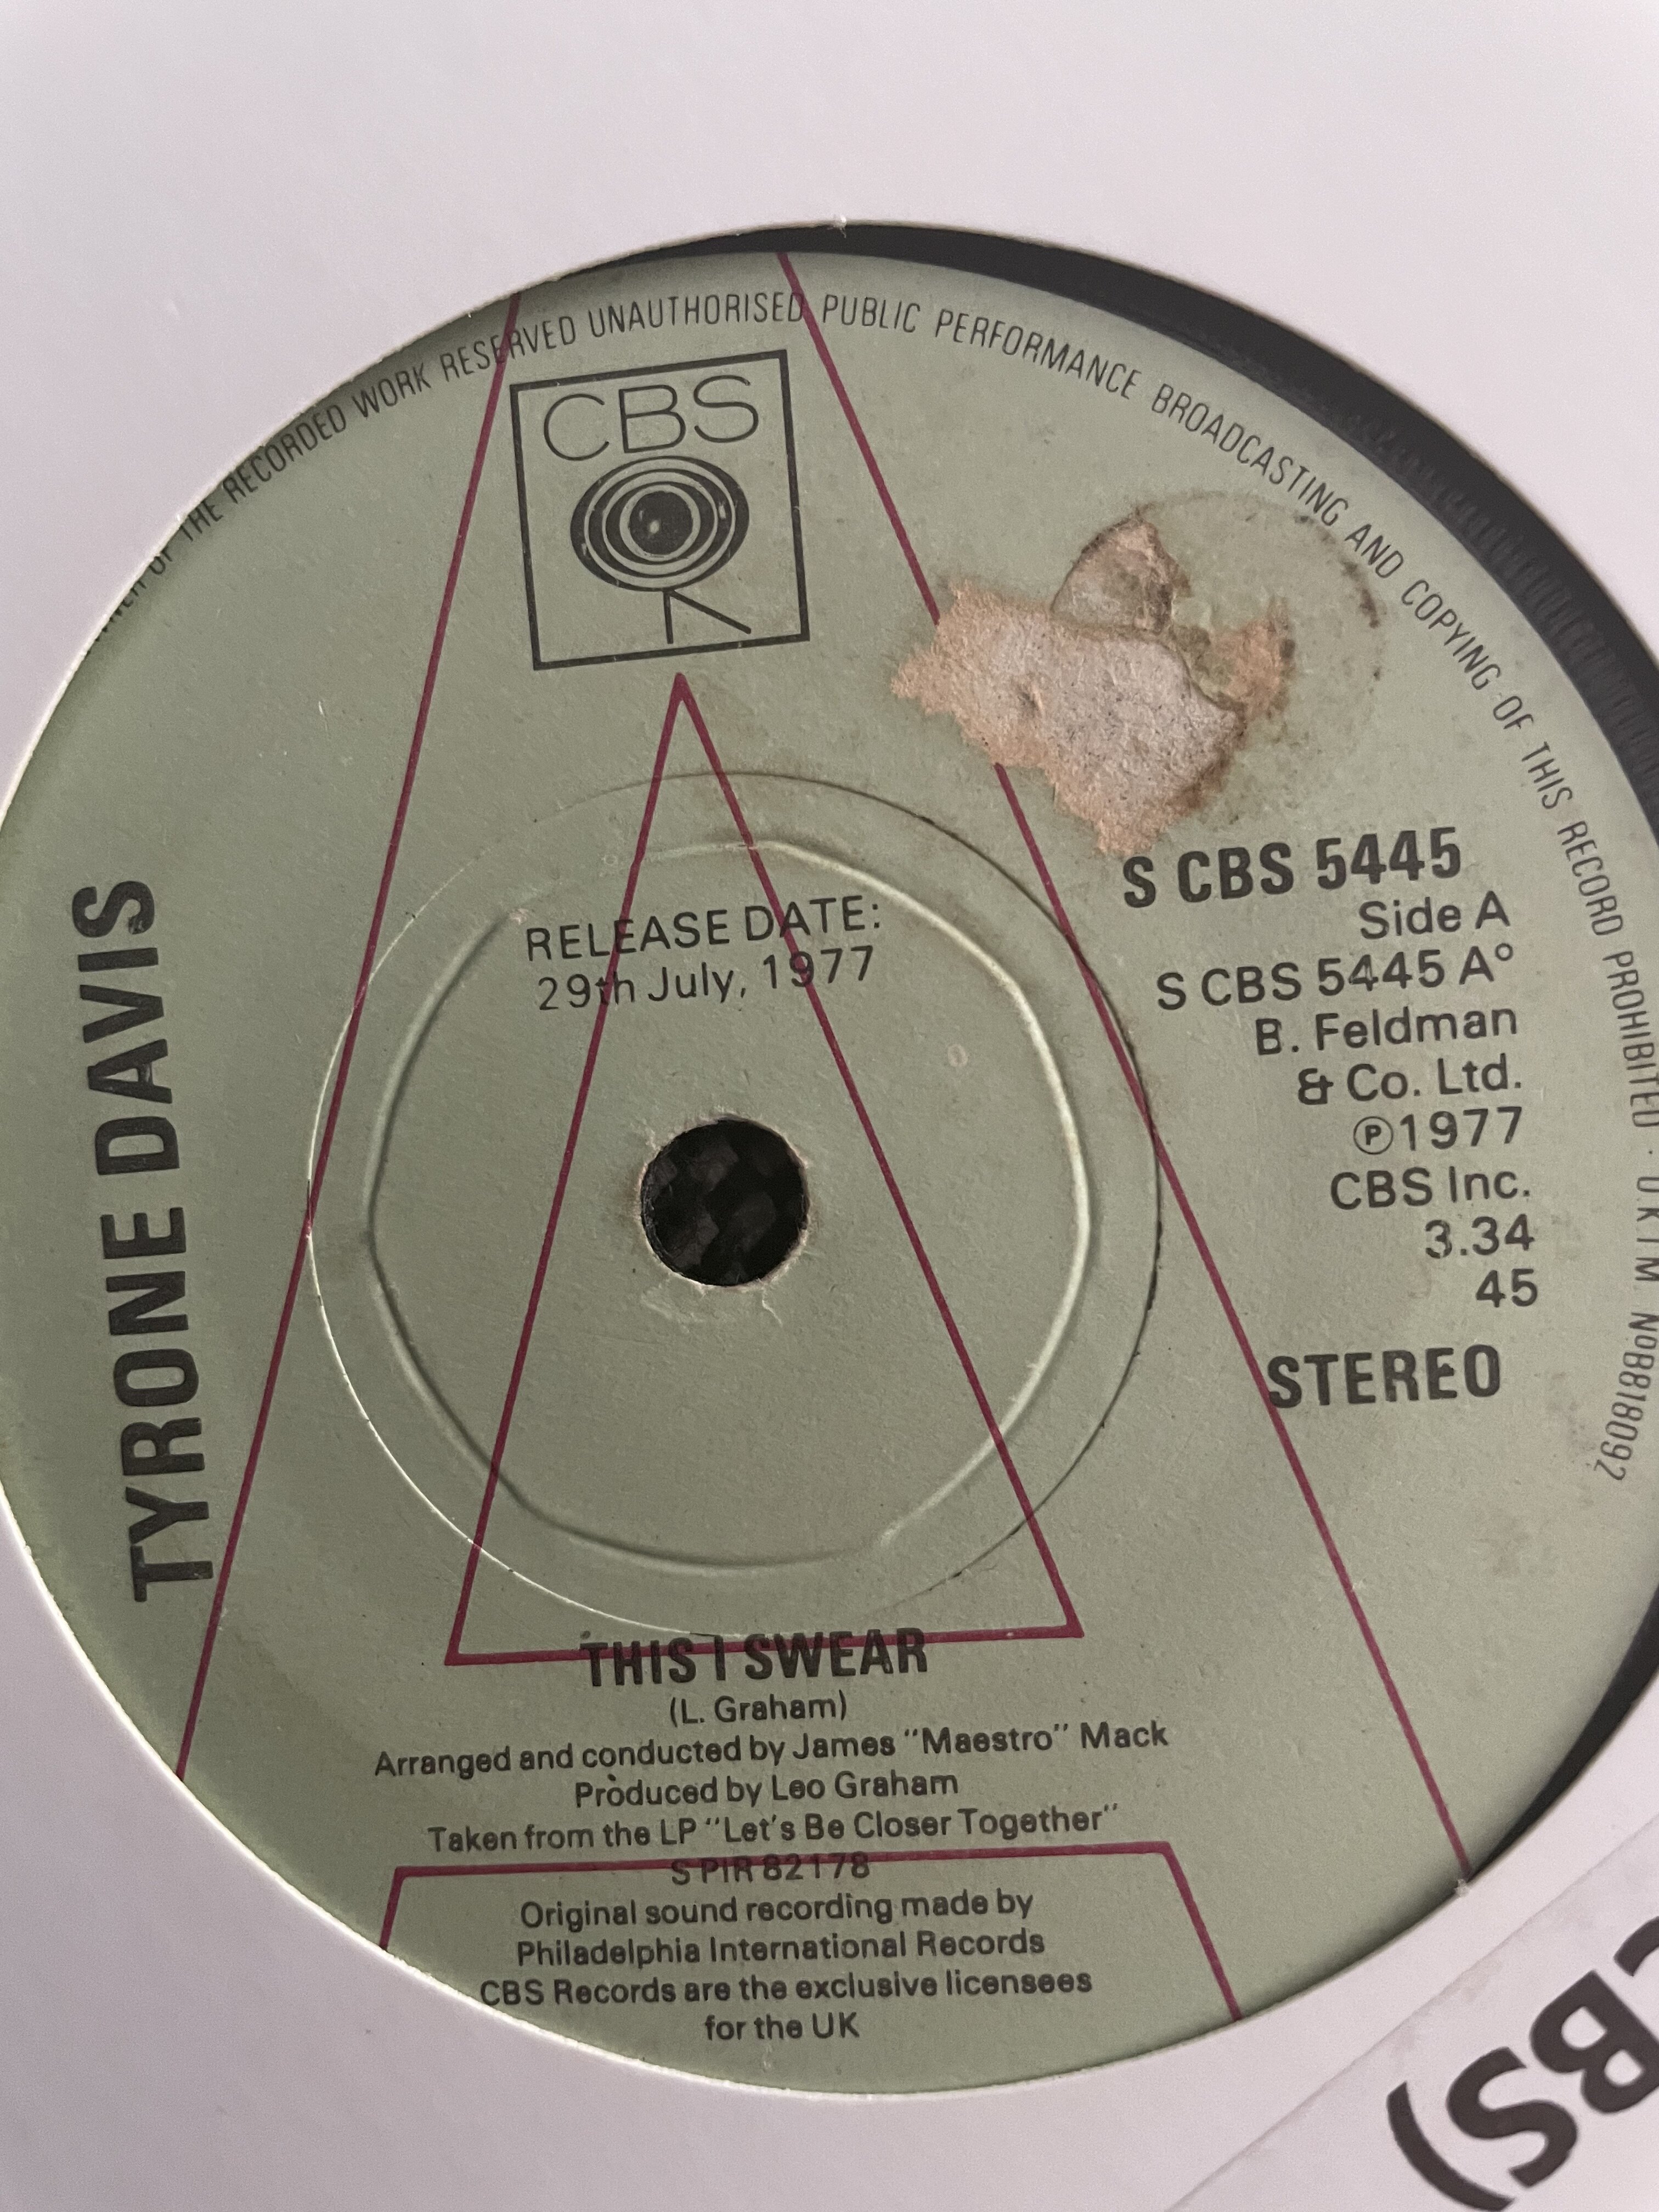 OF THE RECORDED WORK RESERVED UNAUTHORISED PUBLIC PERFORMANCE BROADCASTING AND COPYING OF THIS RECORD PROHIBITED · U.K.T.M. No8818092
CBS
RELEASE DATE:
29th July, 1977
TYRONE DAVIS
S CBS 5445
Side A
S CBS 5445 A°
B. Feldman
& Co. Ltd.
℗1977
CBS Inc.
3.34
45
STEREO
THIS I SWEAR
(L. Graham)
Arranged and conducted by James "Maestro" Mack
Produced by Leo Graham
Taken from the LP "Let's Be Closer Together"
S PIR 82178
Original sound recording made by
Philadelphia International Records
CBS Records are the exclusive licensees
for the UK
CBS)